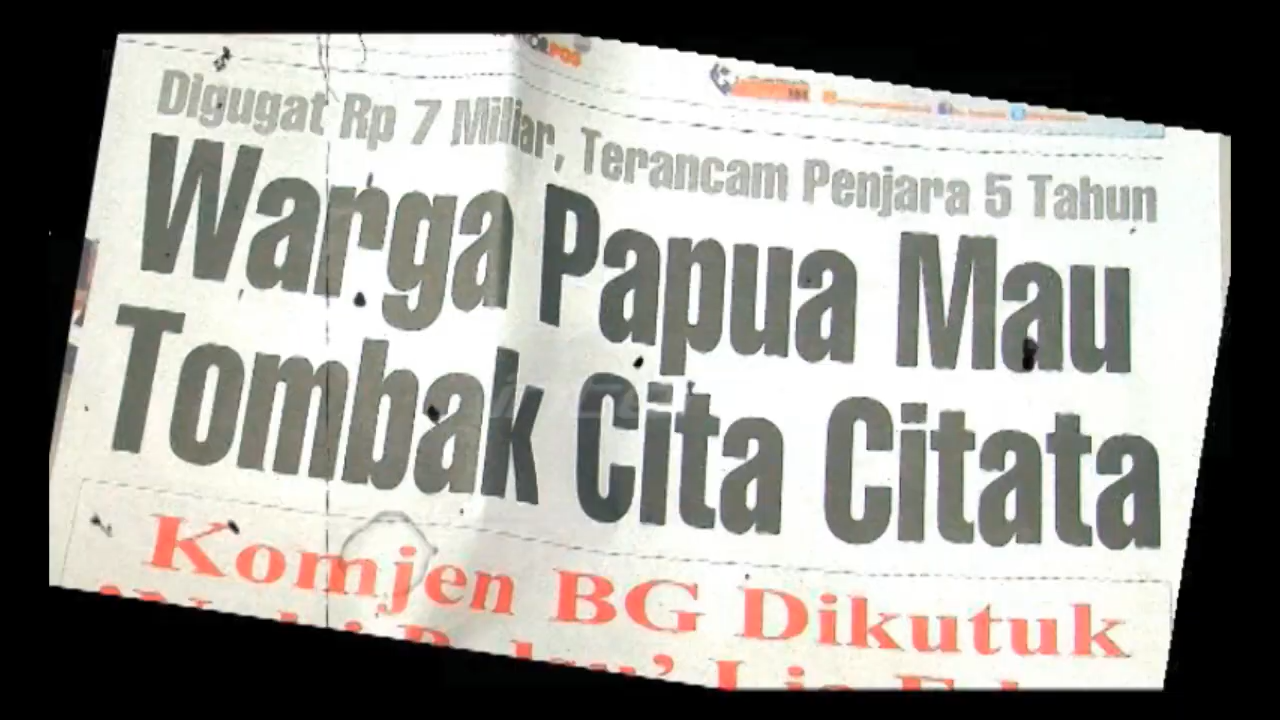 Digugat Rp 7 Miliar, Terancam Penjara 5 Tahun
Warga Papua Mau
Tombak Cita Citata
Komjen BG Dikutuk